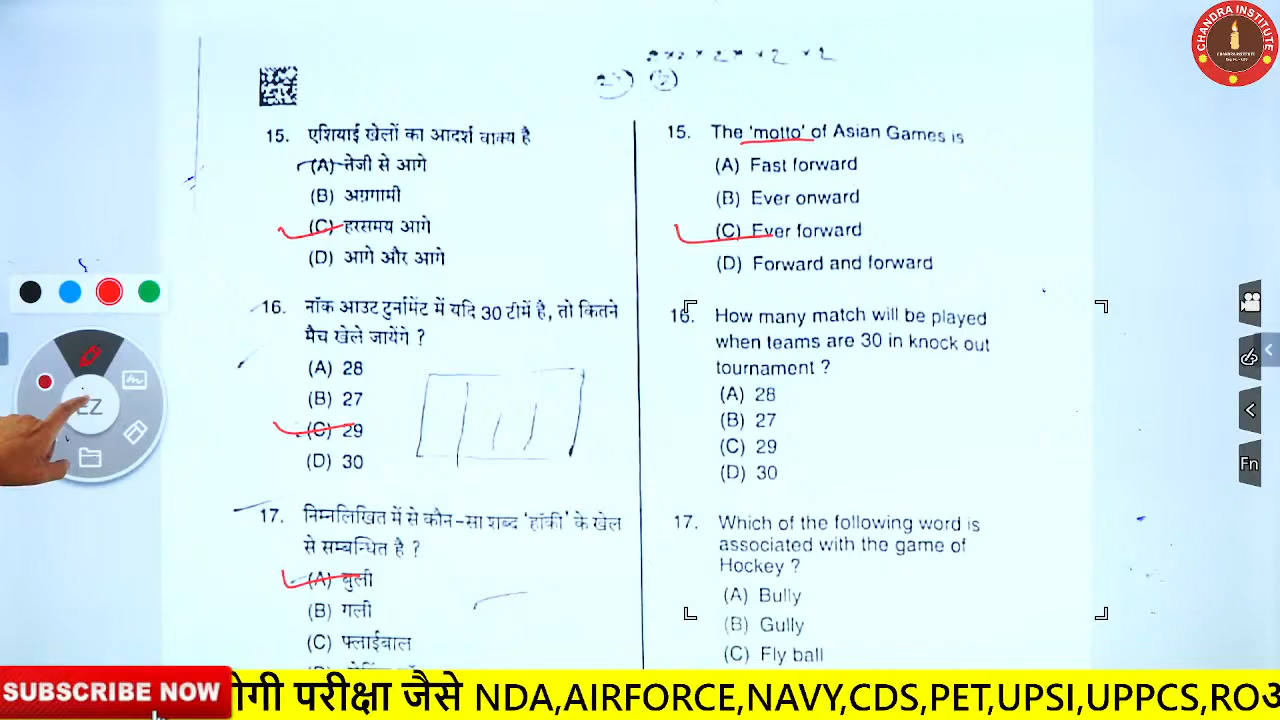 CHANDRA INSTITUTE
15. एशियाई खेलों का आदर्श वाक्य है
(A) तेजी से आगे
(B) अग्रगामी
(C) हरसमय आगे
(D) आगे और आगे
16. नॉक आउट टुर्नामेंट में यदि 30 टीमें है, तो कितने
मैच खेले जायेंगे ?
(A) 28
(B) 27
(C) 29
(D) 30
17. निम्नलिखित में से कौन-सा शब्द 'हॉकी' के खेल
से सम्बन्धित है ?
(A) बुली
(B) गली
(C) फ्लाईबाल
15. The 'motto' of Asian Games is
(A) Fast forward
(B) Ever onward
(C) Ever forward
(D) Forward and forward
16. How many match will be played
when teams are 30 in knock out
tournament ?
(A) 28
(B) 27
(C) 29
(D) 30
17. Which of the following word is
associated with the game of
Hockey ?
(A) Bully
(B) Gully
(C) Fly ball
EZ
Fn
SUBSCRIBE NOW
योगी परीक्षा जैसे NDA,AIRFORCE,NAVY,CDS,PET,UPSI,UPPCS,RO